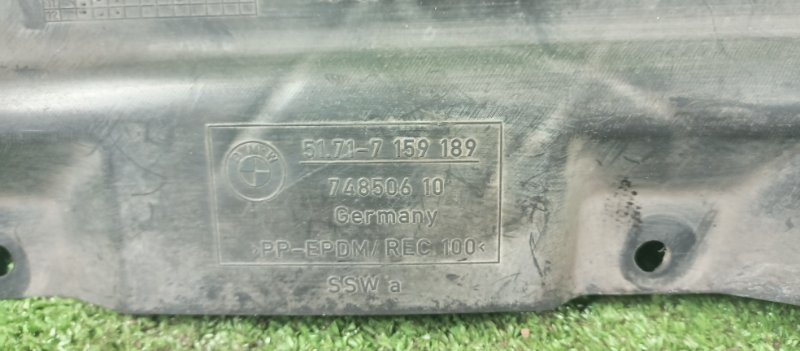 BMW
51.71-7 159 189
748506 10
Germany
>PP-EPDM/REC 100<
SSW a